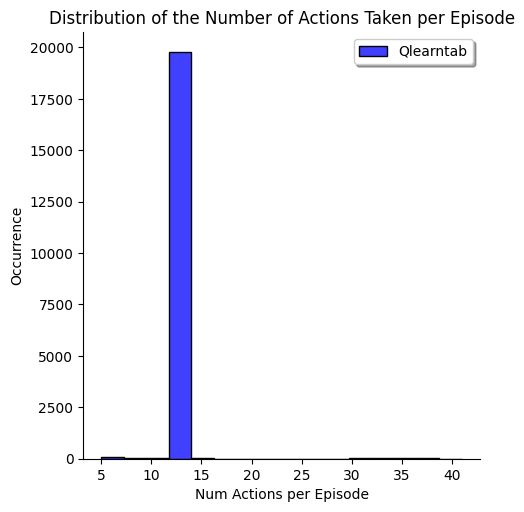 Distribution of the Number of Actions Taken per Episode
Qlearntab
20000
17500
15000
12500
10000
7500
5000
2500
0
Occurrence
5 10 15 20 25 30 35 40
Num Actions per Episode